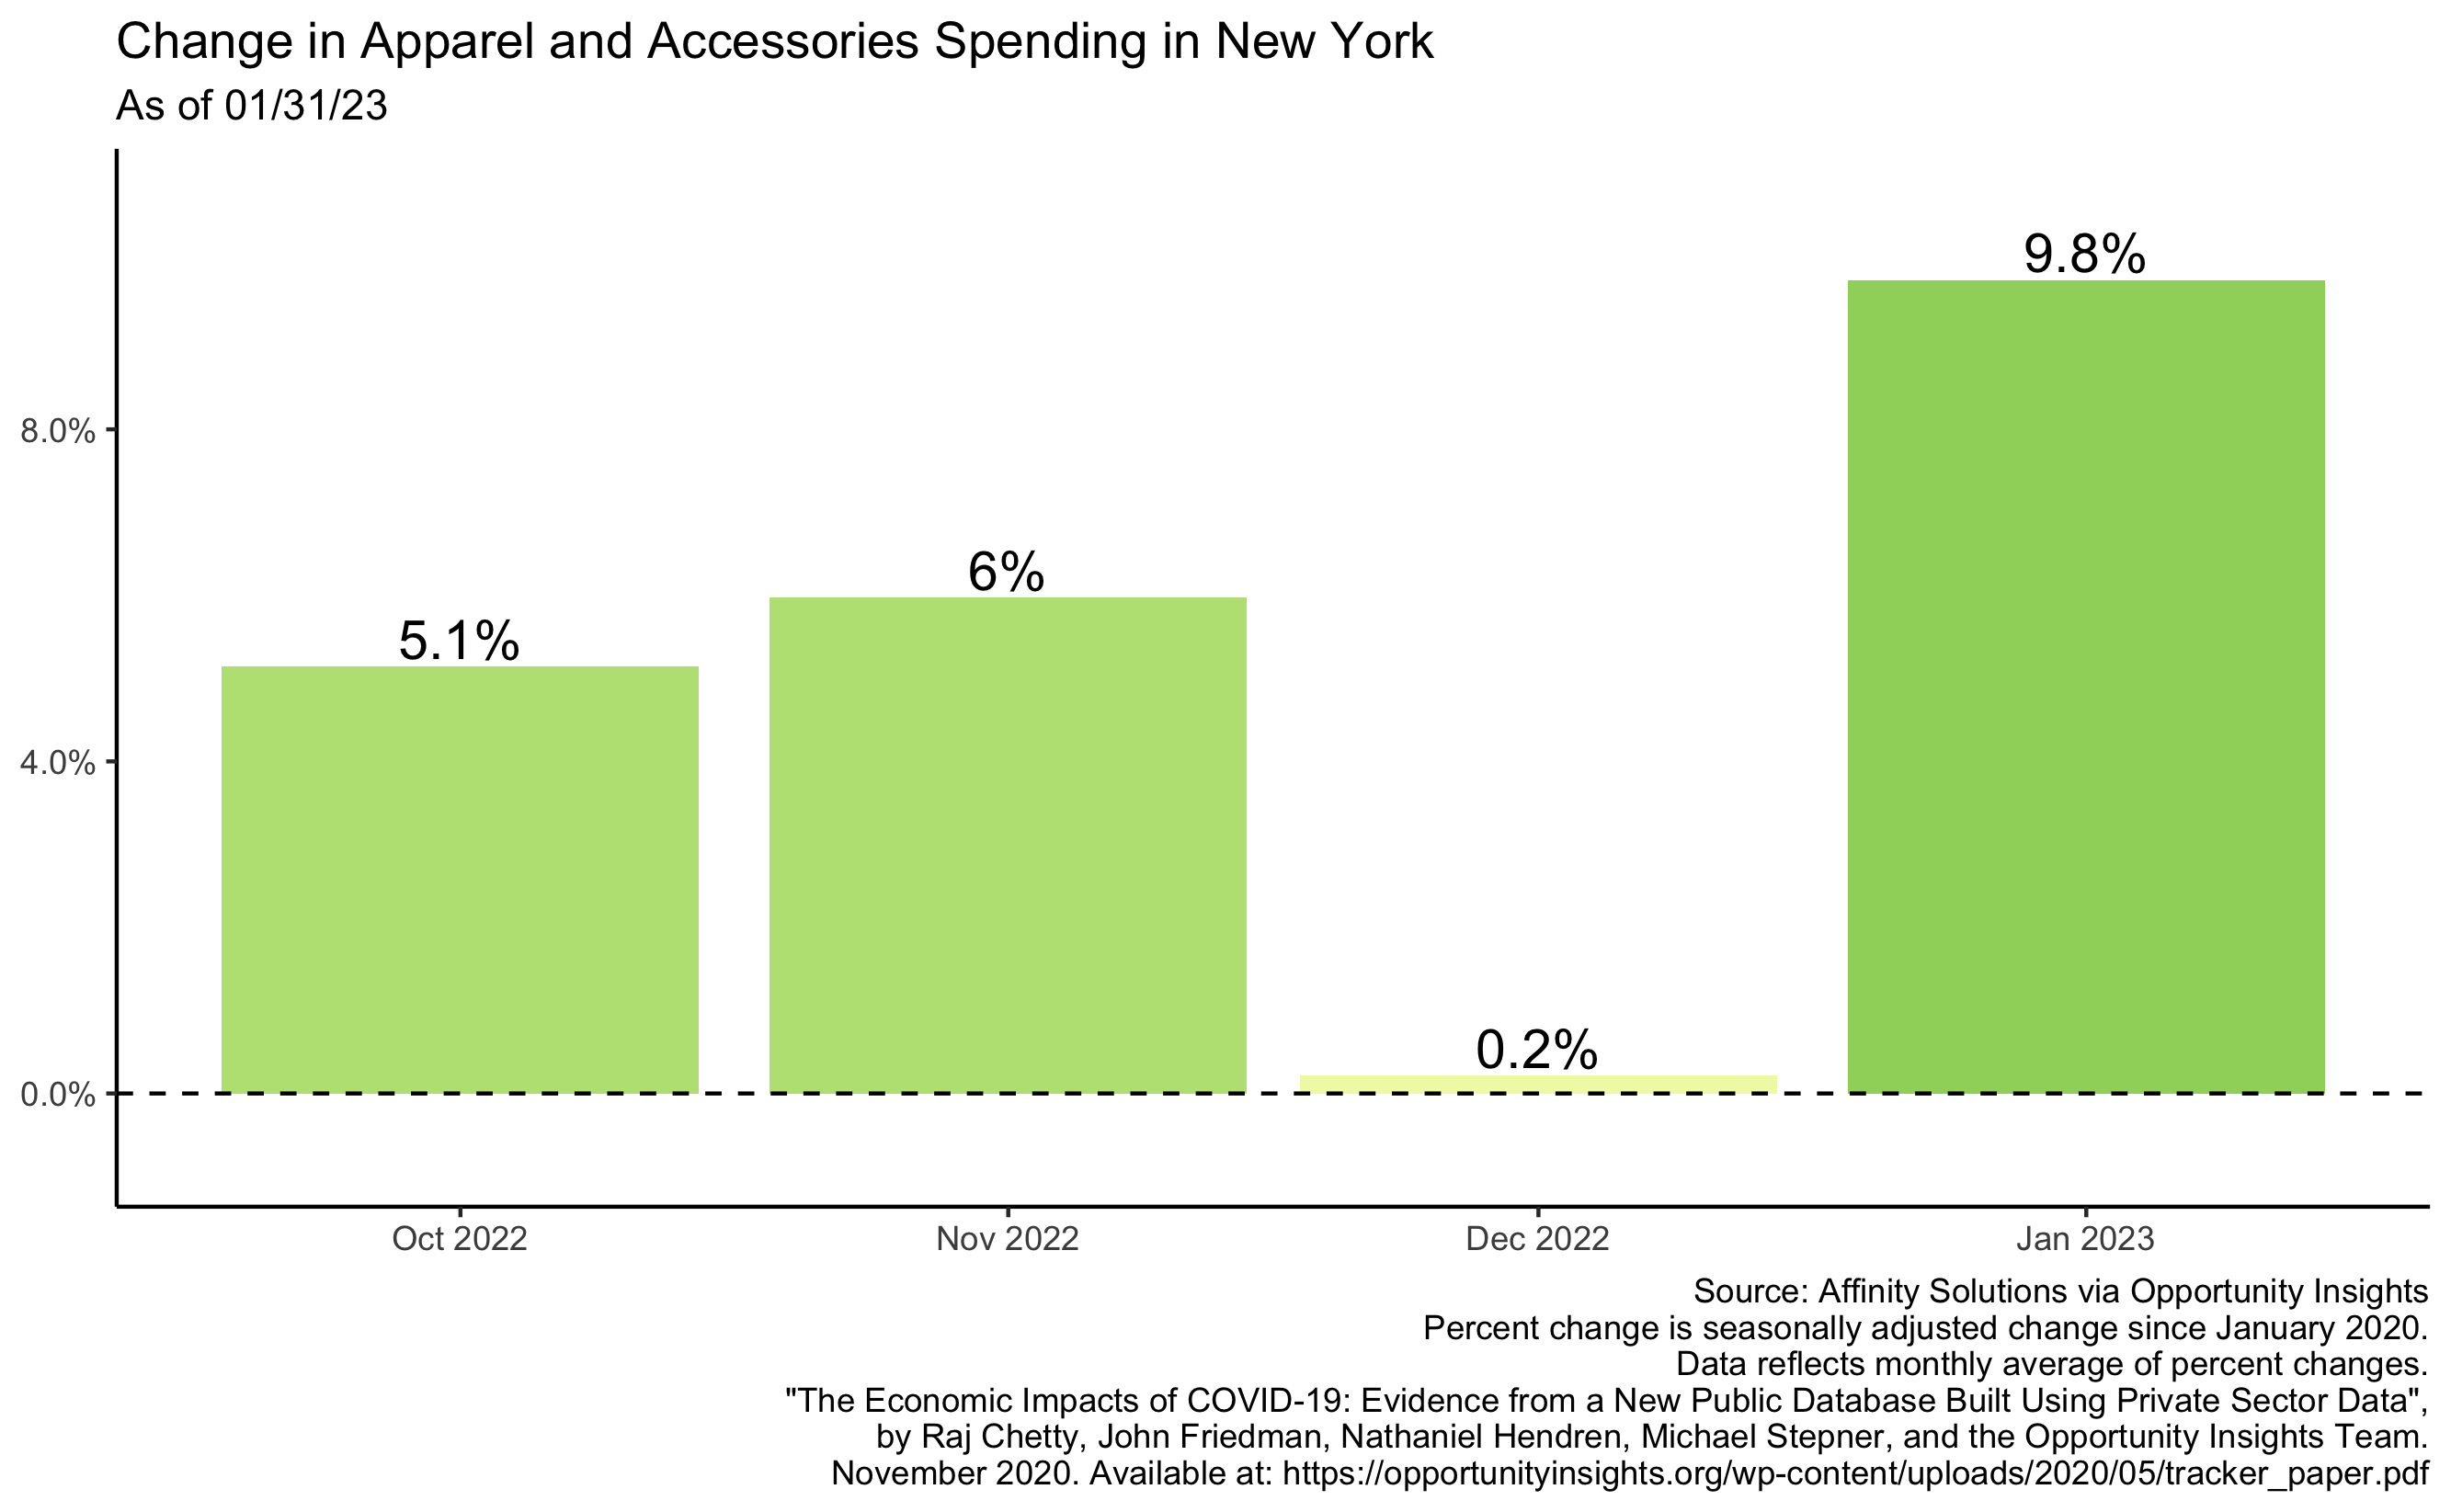 Change in Apparel and Accessories Spending in New York
As of 01/31/23
9.8%
8.0%
6%
5.1%
4.0%
0.2%
0.0%
Oct 2022
Nov 2022
Dec 2022
Jan 2023
Source: Affinity Solutions via Opportunity Insights
Percent change is seasonally adjusted change since January 2020.
Data reflects monthly average of percent changes.
"The Economic Impacts of COVID-19: Evidence from a New Public Database Built Using Private Sector Data",
by Raj Chetty, John Friedman, Nathaniel Hendren, Michael Stepner, and the Opportunity Insights Team.
November 2020. Available at: https://opportunityinsights.org/wp-content/uploads/2020/05/tracker_paper.pdf